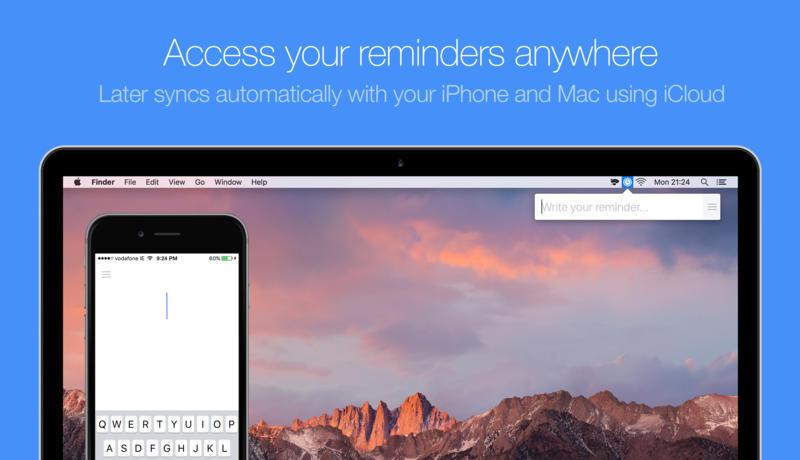 Access your reminders anywhere
Later syncs automatically with your iPhone and Mac using iCloud
Finder File Edit View Go Window Help Mon 21:24
Write your reminder...
vodafone IE 9:24 PM 60%
Q W E R T Y U I O P
A S D F G H J K L